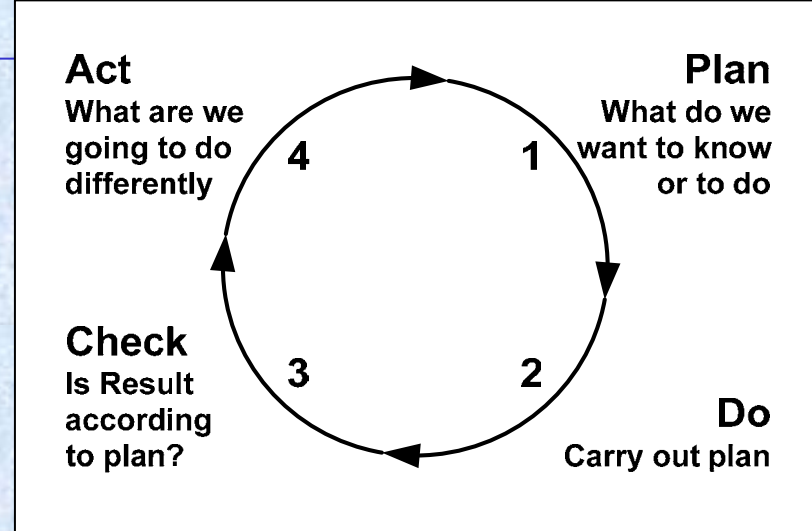 Act
What are we
going to do
differently
4
Plan
What do we
want to know
or to do
1
Check
Is Result
according
to plan?
3
2
Do
Carry out plan